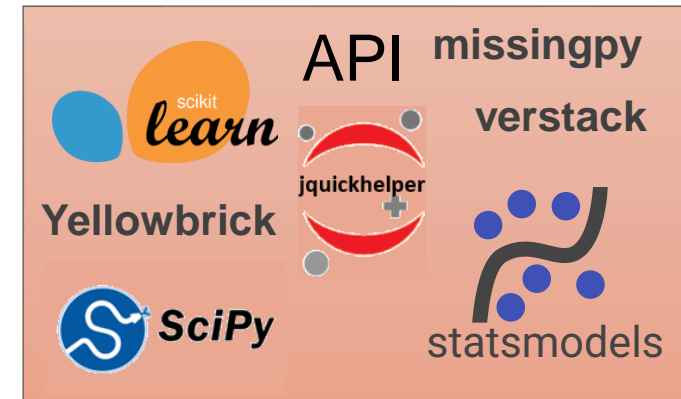 API
missingpy
scikit
learn
verstack
jquickhelper
Yellowbrick
SciPy
statsmodels